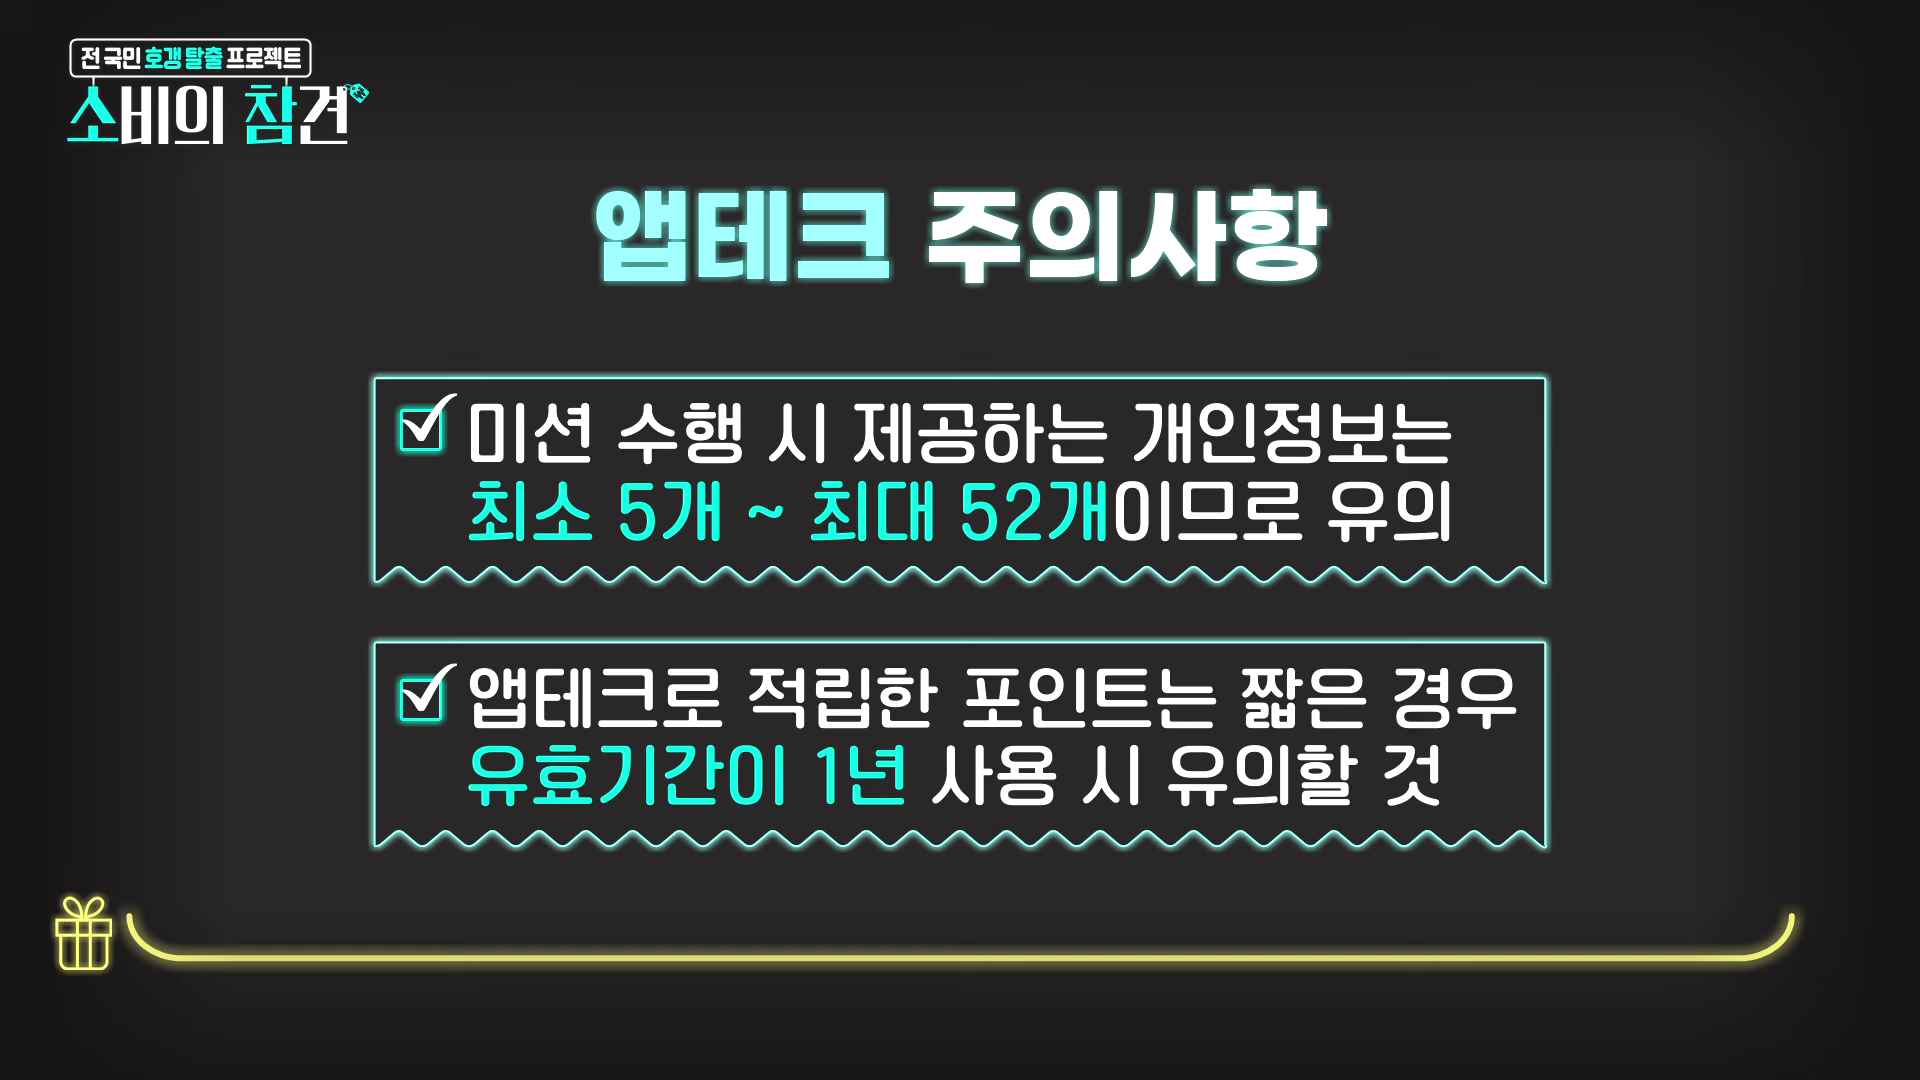 전 국민 호갱 탈출 프로젝트
소비의 참견
앱테크 주의사항
미션 수행 시 제공하는 개인정보는
최소 5개 ~ 최대 52개이므로 유의
앱테크로 적립한 포인트는 짧은 경우
유효기간이 1년 사용 시 유의할 것